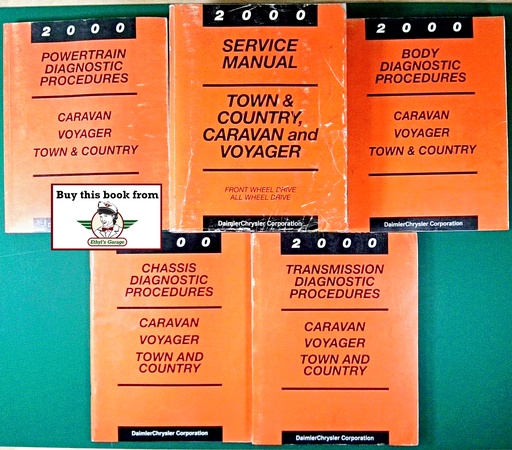 2000
POWERTRAIN
DIAGNOSTIC
PROCEDURES
CARAVAN
VOYAGER
TOWN & COUNTRY
2000
SERVICE
MANUAL
TOWN &
COUNTRY,
CARAVAN and
VOYAGER
FRONT WHEEL DRIVE
ALL WHEEL DRIVE
DaimlerChrysler Corporation
2000
BODY
DIAGNOSTIC
PROCEDURES
CARAVAN
VOYAGER
TOWN & COUNTRY
DaimlerChrysler Corporation
Buy this book from
Ethyl's Garage
00
CHASSIS
DIAGNOSTIC
PROCEDURES
CARAVAN
VOYAGER
TOWN AND
COUNTRY
DaimlerChrysler Corporation
2000
TRANSMISSION
DIAGNOSTIC
PROCEDURES
CARAVAN
VOYAGER
TOWN AND
COUNTRY
DaimlerChrysler Corporation